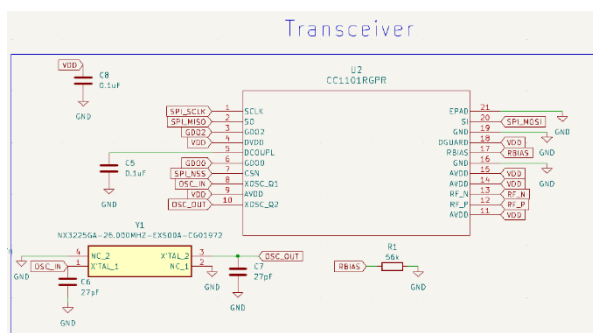 Transceiver
VDD
C8
0.1uF
GND
U2
CC1101RGPR
SPI_SCLK 1 SCLK
SPI_MISO 2 SO
GDO2 3 GDO2
VDD 4 DVDD
5 DCOUPL
GDO0 6 GDO0
SPI_NSS 7 CSN
OSC_IN 8 XOSC_Q1
VDD 9 AVDD
OSC_OUT 10 XOSC_Q2
EPAD 21
SI 20 SPI_MOSI
GND 19
DGUARD 18 VDD
RBIAS 17 RBIAS
GND 16
AVDD 15 VDD
AVDD 14 VDD
RF_N 13 RF_N
RF_P 12 RF_P
AVDD 11 VDD
GND
GND
GND
C5
0.1uF
GND
Y1
NX3225GA-26.000MHZ-EXS00A-CG01972
4 NC_2 X'TAL_2 3 OSC_OUT
OSC_IN 1 X'TAL_1 NC_1 2
GND
C6
27pF
GND
GND
C7
27pF
GND
R1
56k
RBIAS
GND